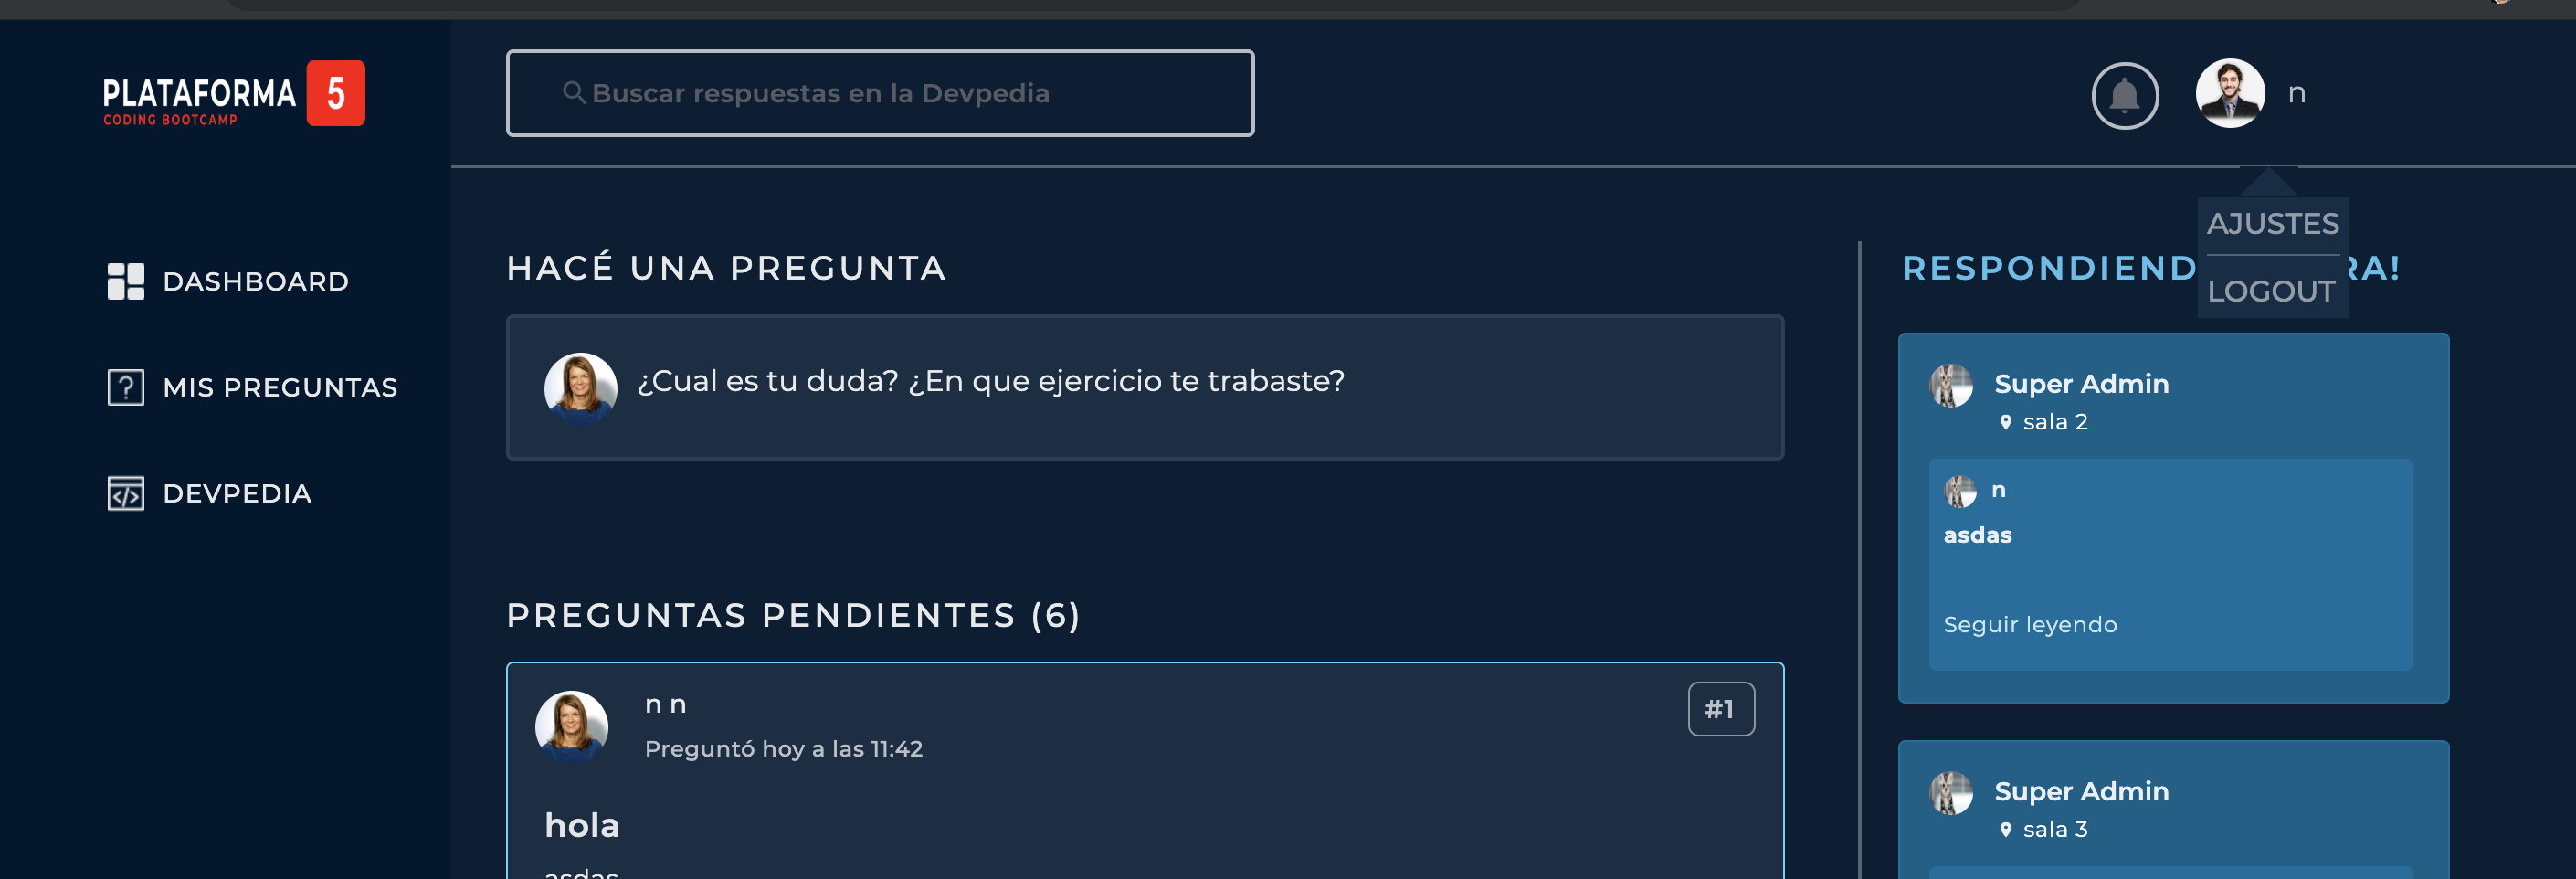 PLATAFORMA 5
CODING BOOTCAMP
Buscar respuestas en la Devpedia
n
AJUSTES
LOGOUT
DASHBOARD
MIS PREGUNTAS
DEVPEDIA
HACÉ UNA PREGUNTA
¿Cual es tu duda? ¿En que ejercicio te trabaste?
PREGUNTAS PENDIENTES (6)
n n
#1
Preguntó hoy a las 11:42
hola
asdas
RESPONDIEND RA!
Super Admin
sala 2
n
asdas
Seguir leyendo
Super Admin
sala 3